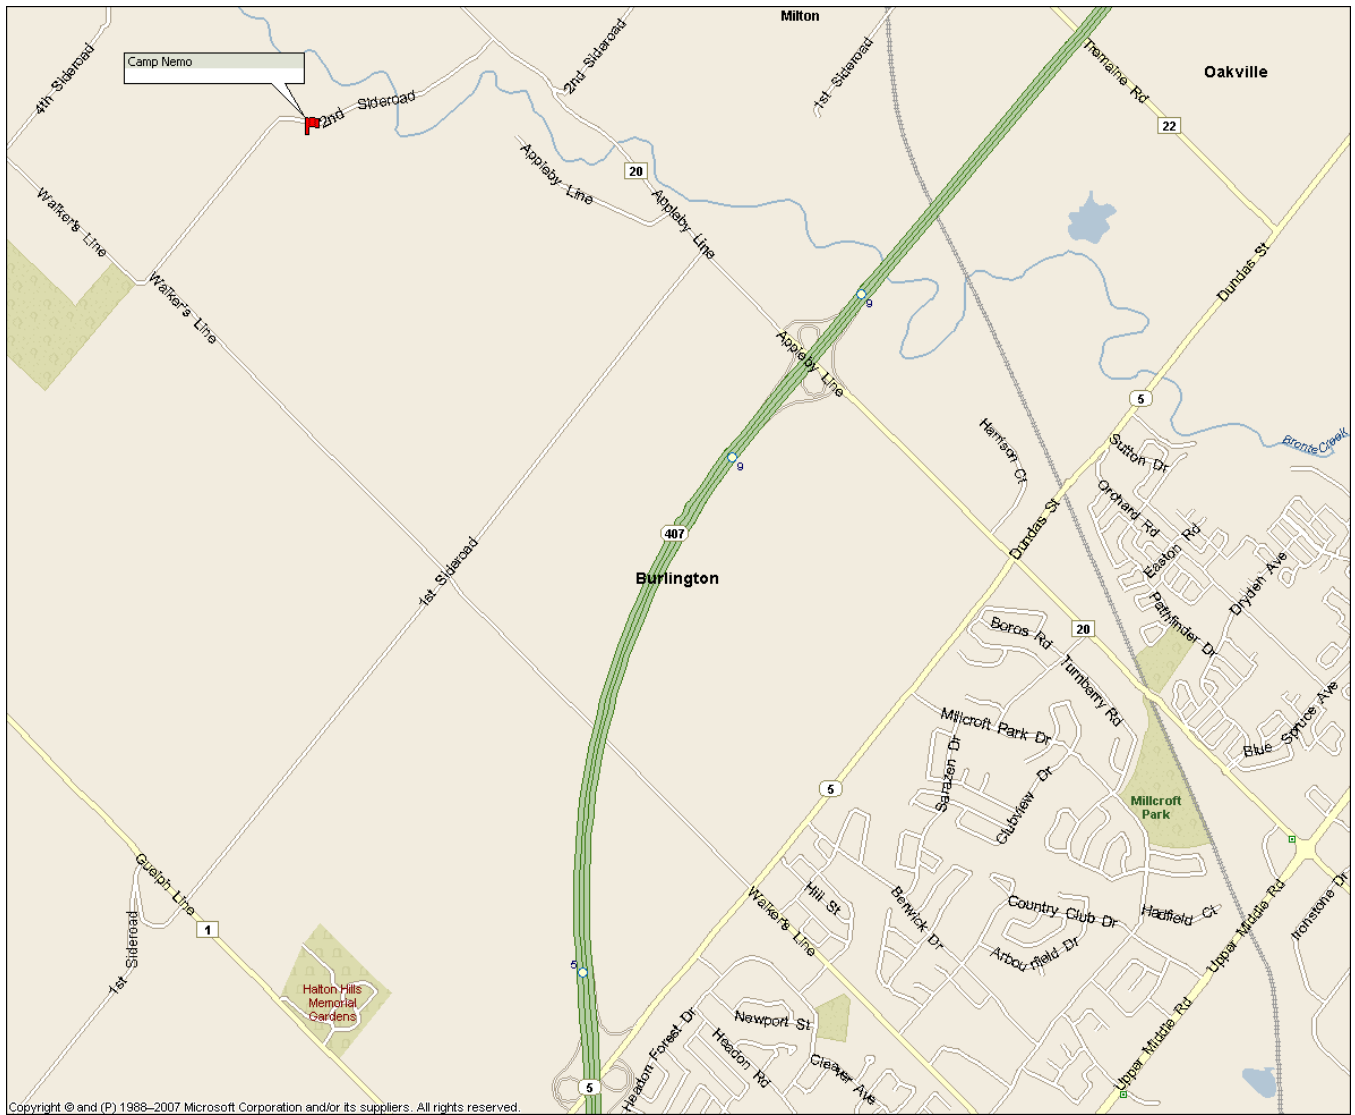 Milton
Oakville
Tremaine Rd
4th Sideroad
Camp Nemo
2nd Sideroad
2nd Sideroad
1st Sideroad
22
20
Appleby Line
Appleby Line
Walker's Line
Walker's Line
Dundas St
9
Appleby Line
5
Bronte Creek
Harrison Ct
Sutton Dr
9
Orchard Rd
407
Dundas St
Easton Rd
1st Sideroad
Burlington
Dryden Ave
Pathfinder Dr
20
Boros Rd
Turnberry Rd
Millcroft Park Dr
Blue Spruce Ave
Sarazen Dr
Clubview Dr
5
Millcroft
Park
Guelph Line
1
Walker's Line
Hill St
Berwick Dr
Country Club Dr
Hadfield Ct
Ironstone Dr
Upper Middle Rd
1st Sideroad
Arbourfield Dr
5
Halton Hills
Memorial
Gardens
Newport St
Headon Forest Dr
Headon Rd
Cleaver Ave
Upper Middle Rd
5
Copyright © and (P) 1988–2007 Microsoft Corporation and/or its suppliers. All rights reserved.